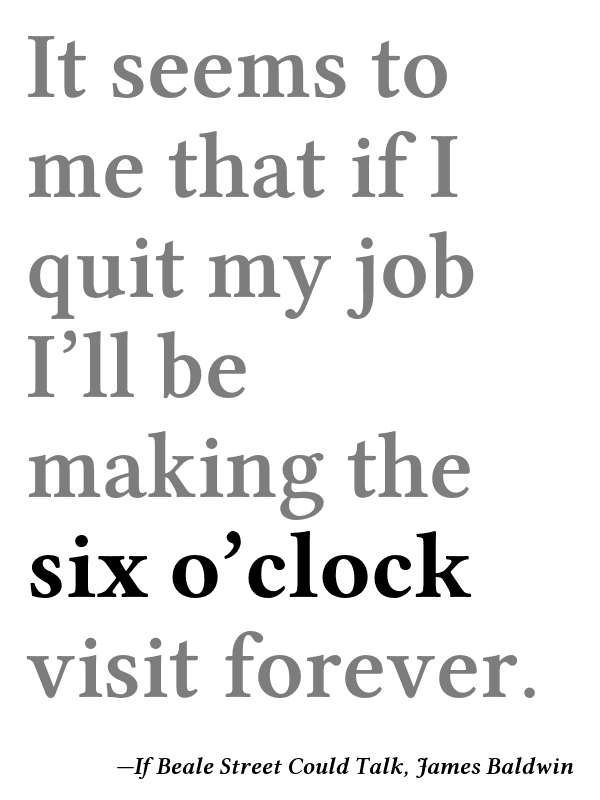 It seems to
me that if I
quit my job
I’ll be
making the
six o’clock
visit forever.
—If Beale Street Could Talk, James Baldwin